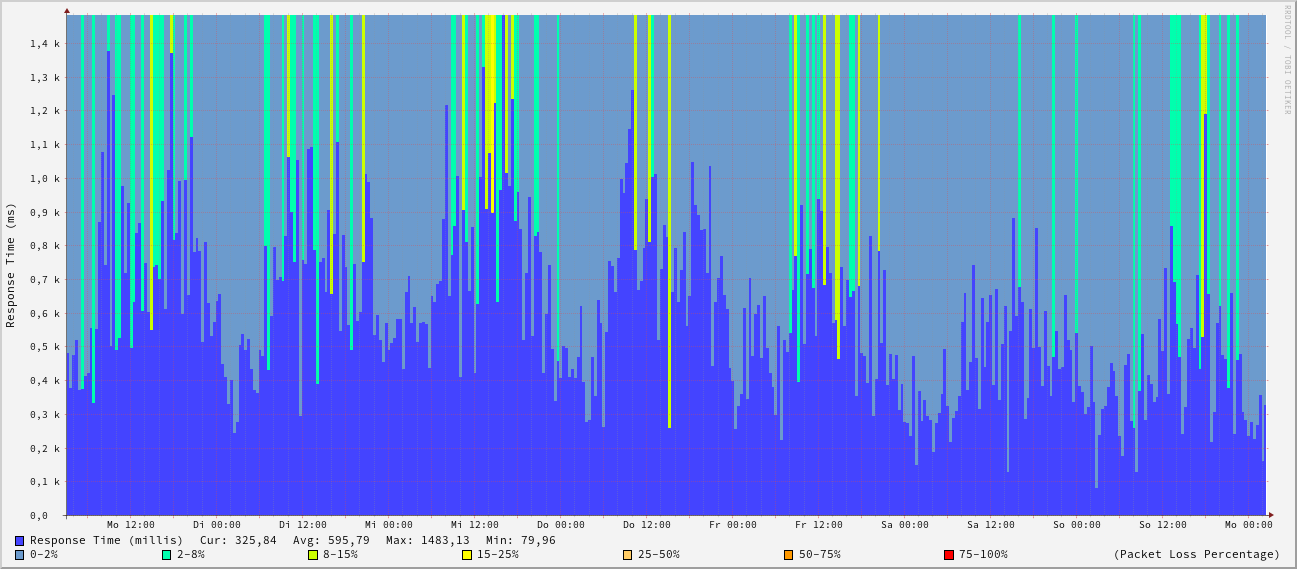 RRDTOOL / TOBI OETIKER
Response Time (ms)
1,4 k
1,3 k
1,2 k
1,1 k
1,0 k
0,9 k
0,8 k
0,7 k
0,6 k
0,5 k
0,4 k
0,3 k
0,2 k
0,1 k
0,0
Mo 12:00 Di 00:00 Di 12:00 Mi 00:00 Mi 12:00 Do 00:00 Do 12:00 Fr 00:00 Fr 12:00 Sa 00:00 Sa 12:00 So 00:00 So 12:00 Mo 00:00
Response Time (millis) Cur: 325,84 Avg: 595,79 Max: 1483,13 Min: 79,96
0-2% 2-8% 8-15% 15-25% 25-50% 50-75% 75-100% (Packet Loss Percentage)